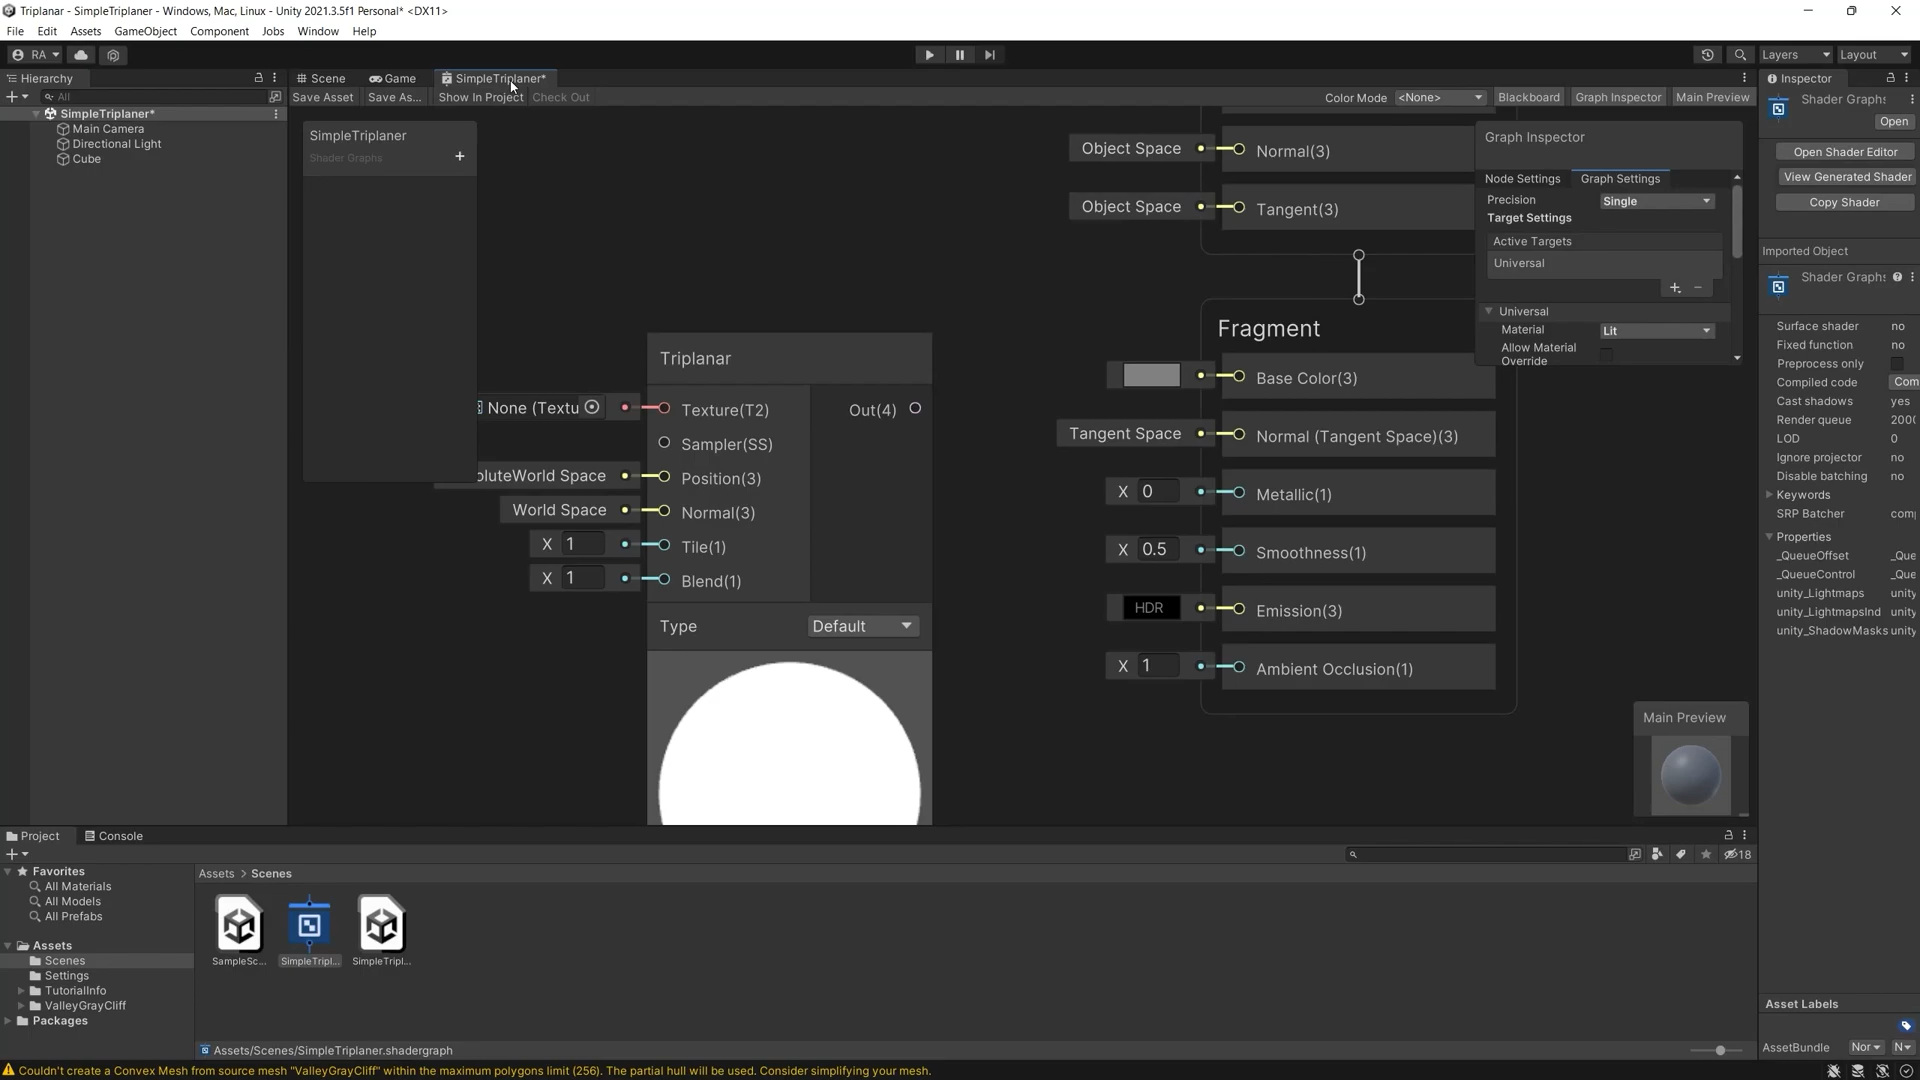 Triplanar - SimpleTriplaner - Windows, Mac, Linux - Unity 2021.3.5f1 Personal* <DX11>
File Edit Assets GameObject Component Jobs Window Help
RA Layers Layout
Hierarchy
All
SimpleTriplaner*
Main Camera
Directional Light
Cube
Scene Game SimpleTriplaner*
Save Asset Save As... Show In Project Check Out Color Mode <None> Blackboard Graph Inspector Main Preview
SimpleTriplaner
Shader Graphs
Triplanar
None (Textu
Texture(T2)
Out(4)
Sampler(SS)
oluteWorld Space
Position(3)
World Space
Normal(3)
X 1
Tile(1)
X 1
Blend(1)
Type Default
Object Space
Normal(3)
Object Space
Tangent(3)
Fragment
Base Color(3)
Tangent Space
Normal (Tangent Space)(3)
X 0
Metallic(1)
X 0.5
Smoothness(1)
HDR
Emission(3)
X 1
Ambient Occlusion(1)
Graph Inspector
Node Settings Graph Settings
Precision Single
Target Settings
Active Targets
Universal
Universal
Material Lit
Allow Material
Override
Main Preview
Inspector
Shader Graphs
Open
Open Shader Editor
View Generated Shader
Copy Shader
Imported Object
Shader Graphs
Surface shader no
Fixed function no
Preprocess only
Compiled code Com
Cast shadows yes
Render queue 200(
LOD 0
Ignore projector no
Disable batching no
Keywords
SRP Batcher com
Properties
_QueueOffset _Que
_QueueControl _Que
unity_Lightmaps unity
unity_LightmapsInd unity
unity_ShadowMasks unity
Asset Labels
AssetBundle Nor N
Project Console
18
Favorites
All Materials
All Models
All Prefabs
Assets
Scenes
Settings
TutorialInfo
ValleyGrayCliff
Packages
Assets > Scenes
SampleSc... SimpleTripl... SimpleTripl...
Assets/Scenes/SimpleTriplaner.shadergraph
Couldn't create a Convex Mesh from source mesh "ValleyGrayCliff" within the maximum polygons limit (256). The partial hull will be used. Consider simplifying your mesh.